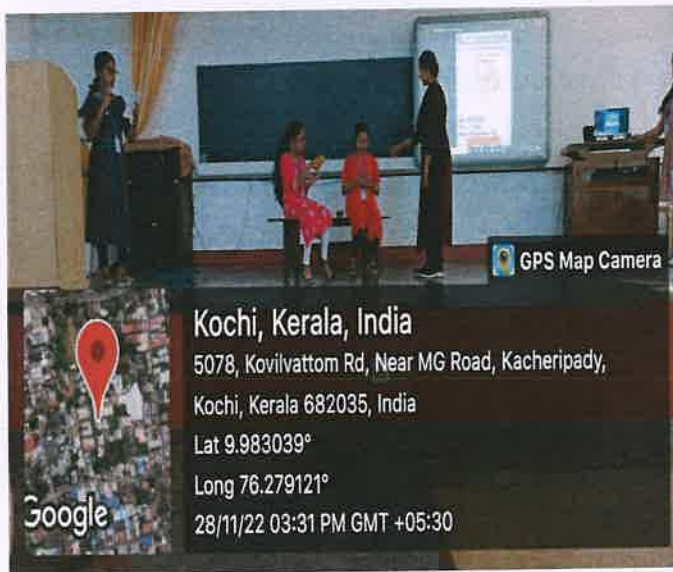 GPS Map Camera
Kochi, Kerala, India
5078, Kovilvattom Rd, Near MG Road, Kacheripady,
Kochi, Kerala 682035, India
Lat 9.983039°
Long 76.279121°
28/11/22 03:31 PM GMT +05:30
Google